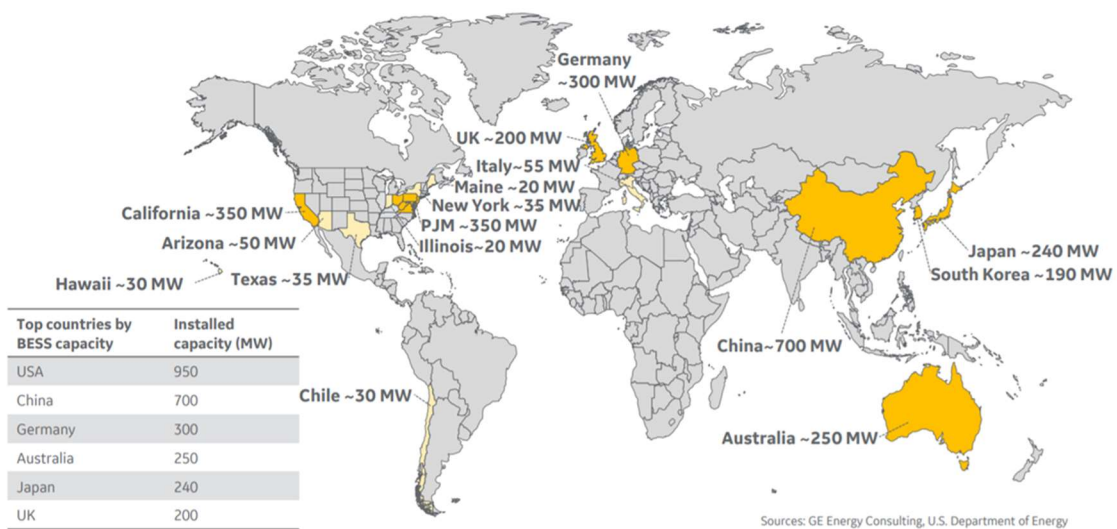 Germany
~300 MW
UK ~200 MW
Italy~55 MW
Maine ~20 MW
New York ~35 MW
California ~350 MW
PJM ~350 MW
Arizona ~50 MW
Illinois~20 MW
Japan ~240 MW
South Korea ~190 MW
Hawaii ~30 MW
Texas ~35 MW
China~700 MW
Chile ~30 MW
Australia ~250 MW
Top countries by BESS capacity | Installed capacity (MW)
USA 950
China 700
Germany 300
Australia 250
Japan 240
UK 200
Sources: GE Energy Consulting, U.S. Department of Energy